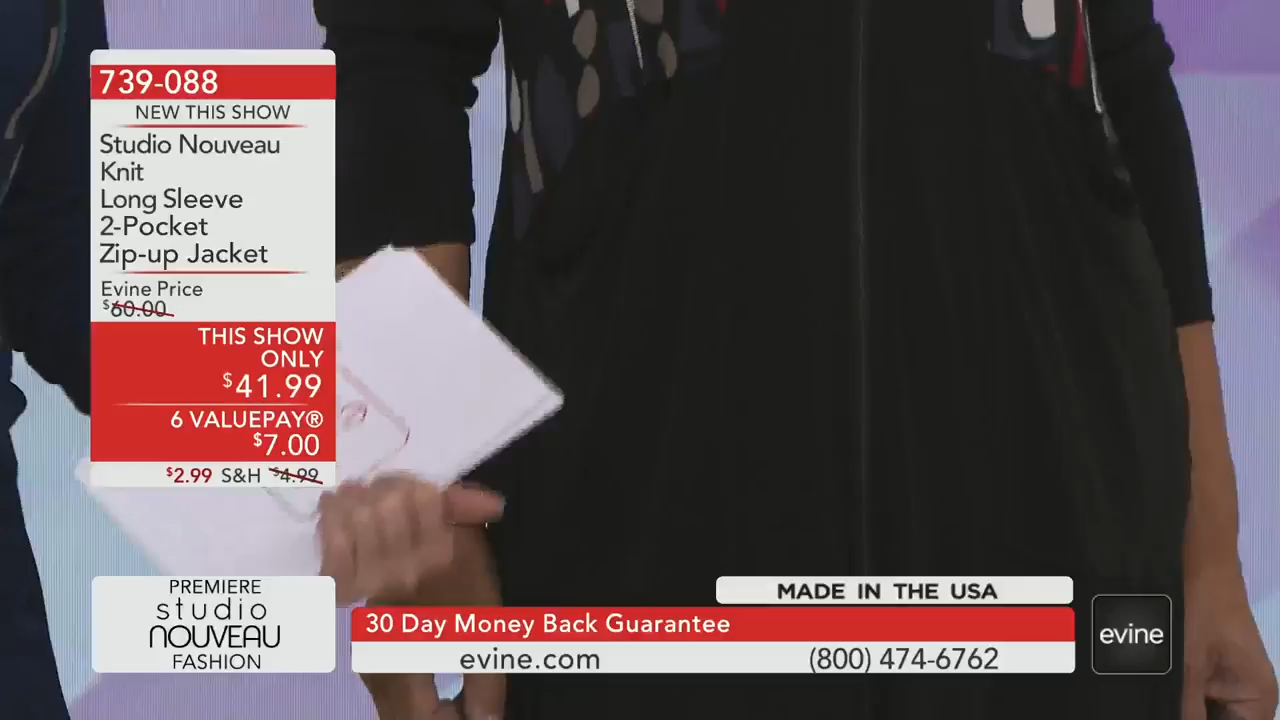 739-088
NEW THIS SHOW
Studio Nouveau
Knit
Long Sleeve
2-Pocket
Zip-up Jacket
Evine Price
$60.00
THIS SHOW
ONLY
$41.99
6 VALUEPAY®
$7.00
$2.99 S&H $4.99
PREMIERE
studio
NOUVEAU
FASHION
MADE IN THE USA
30 Day Money Back Guarantee
evine.com (800) 474-6762
evine